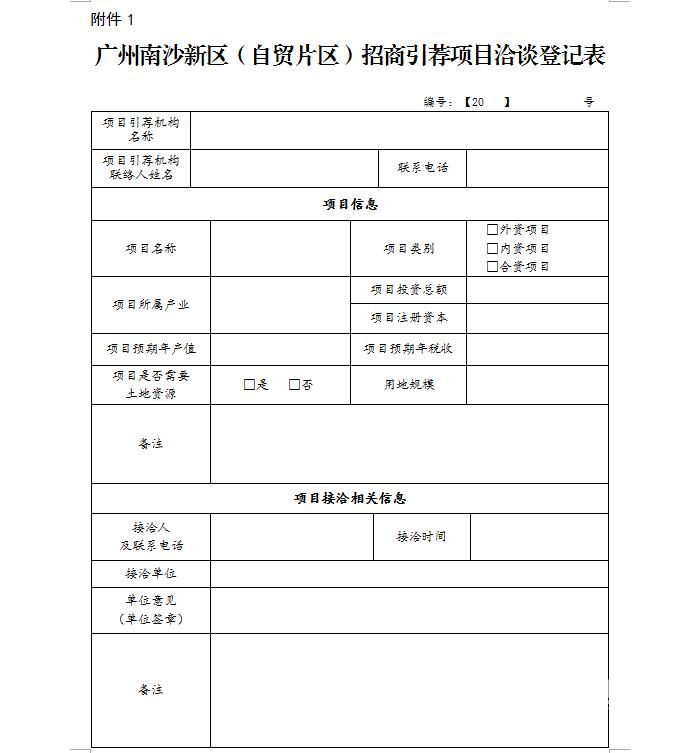 附件 1
广州南沙新区（自贸片区）招商引荐项目洽谈登记表
编号：【20 】 号
项目引荐机构
名称
项目引荐机构
联络人姓名
联系电话
项目信息
项目名称
项目类别
□外资项目
□内资项目
□合资项目
项目所属产业
项目投资总额
项目注册资本
项目预期年产值
项目预期年税收
项目是否需要
土地资源
□是 □否
用地规模
备注
项目接洽相关信息
接洽人
及联系电话
接洽时间
接洽单位
单位意见
（单位签章）
备注